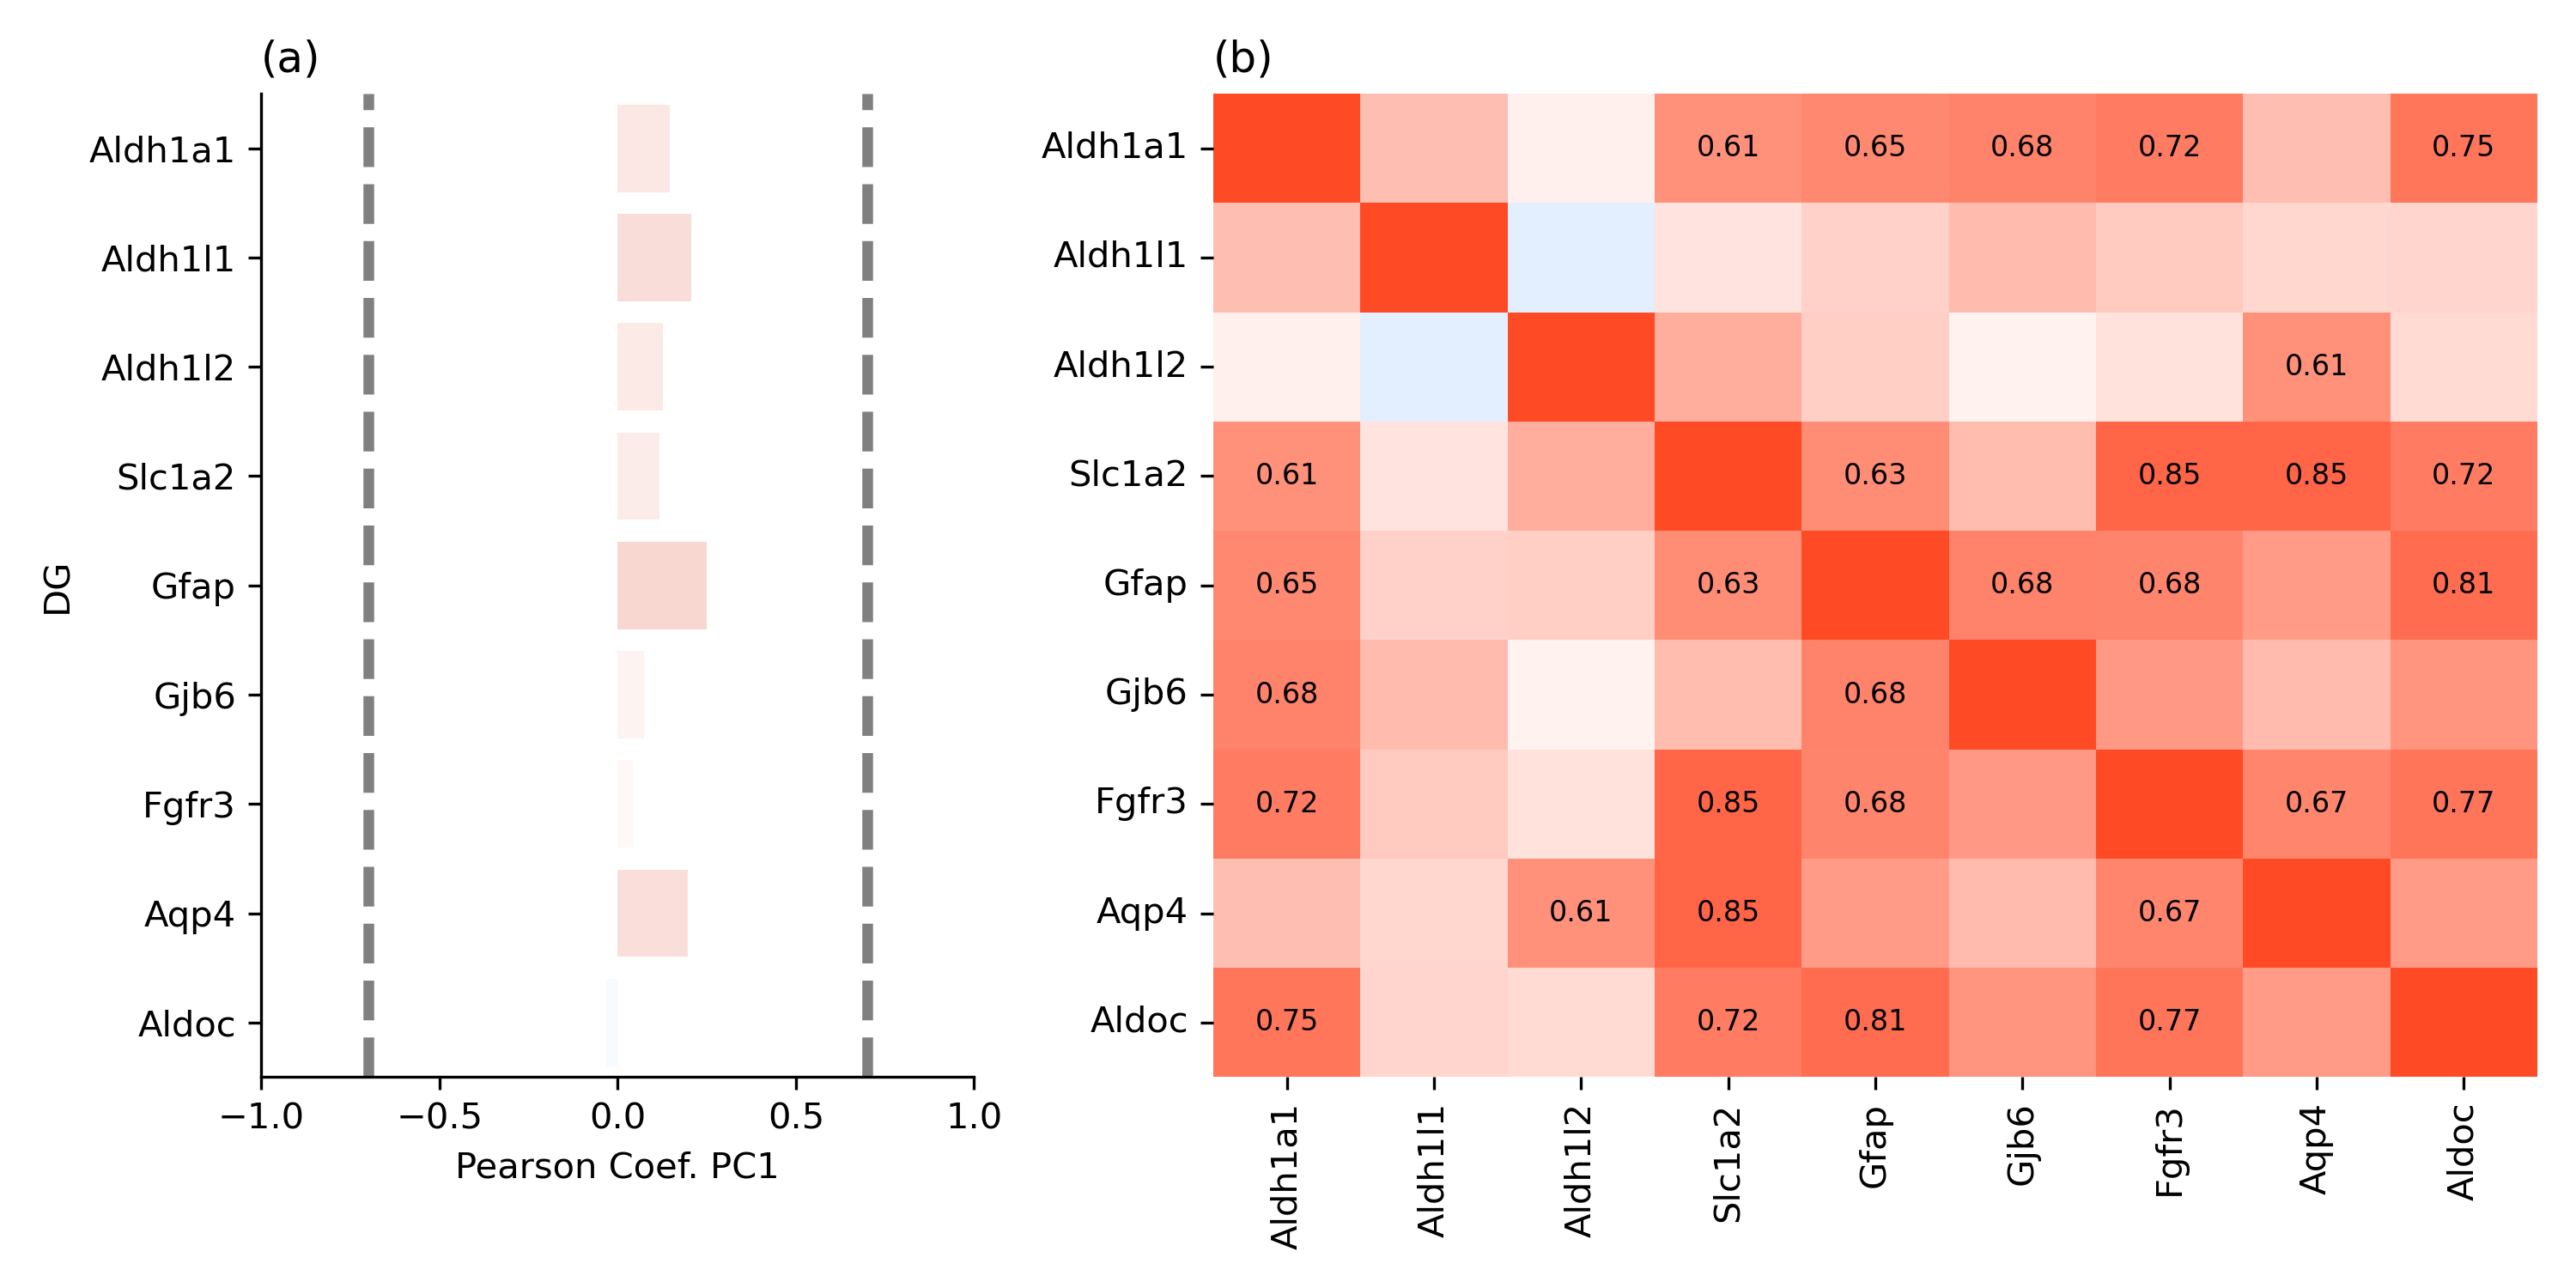 (a)
DG
Aldh1a1
Aldh1l1
Aldh1l2
Slc1a2
Gfap
Gjb6
Fgfr3
Aqp4
Aldoc
−1.0 −0.5 0.0 0.5 1.0
Pearson Coef. PC1
(b)
Aldh1a1 0.61 0.65 0.68 0.72 0.75
Aldh1l1
Aldh1l2 0.61
Slc1a2 0.61 0.63 0.85 0.85 0.72
Gfap 0.65 0.63 0.68 0.68 0.81
Gjb6 0.68 0.68
Fgfr3 0.72 0.85 0.68 0.67 0.77
Aqp4 0.61 0.85 0.67
Aldoc 0.75 0.72 0.81 0.77
Aldh1a1 Aldh1l1 Aldh1l2 Slc1a2 Gfap Gjb6 Fgfr3 Aqp4 Aldoc